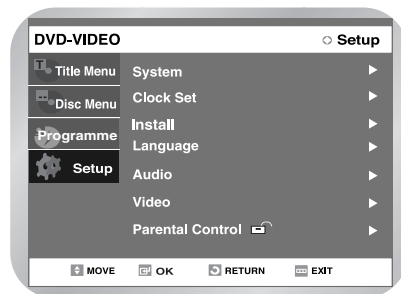 DVD-VIDEO Setup
Title Menu
Disc Menu
Programme
Setup
System
Clock Set
Install
Language
Audio
Video
Parental Control
MOVE OK RETURN EXIT